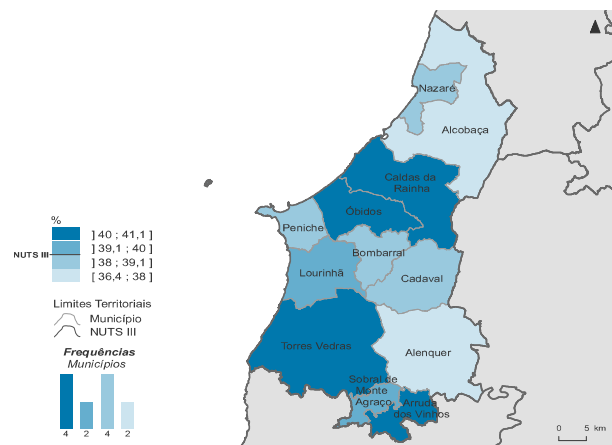 Nazaré
Alcobaça
Caldas da
Rainha
Óbidos
Peniche
Bombarral
Lourinhã
Cadaval
Torres Vedras
Alenquer
Sobral de
Monte
Agraço
Arruda
dos Vinhos
%
] 40 ; 41,1 ]
] 39,1 ; 40 ]
NUTS III
] 38 ; 39,1 ]
[ 36,4 ; 38 ]
Limites Territoriais
Município
NUTS III
Frequências
Municípios
4 2 4 2
0 5 km